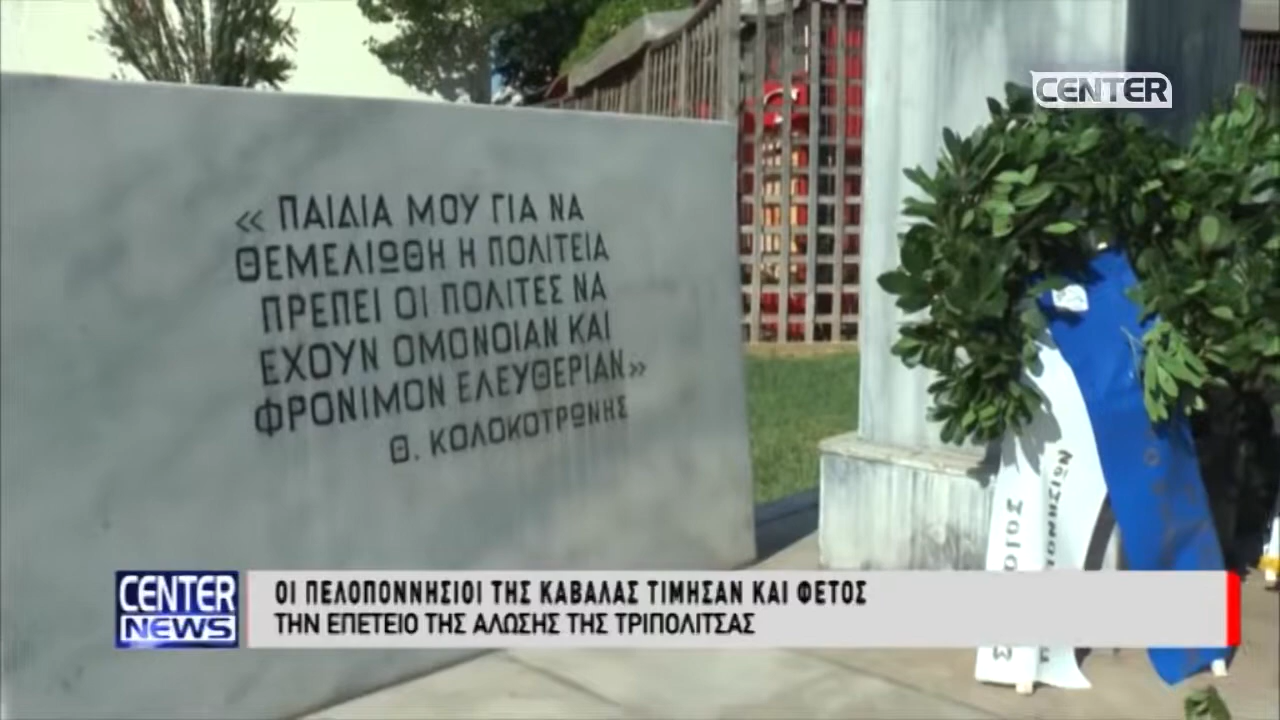 CENTER
« ΠΑΙΔΙΑ ΜΟΥ ΓΙΑ ΝΑ
ΘΕΜΕΛΙΩΘΗ Η ΠΟΛΙΤΕΙΑ
ΠΡΕΠΕΙ ΟΙ ΠΟΛΙΤΕΣ ΝΑ
ΕΧΟΥΝ ΟΜΟΝΟΙΑΝ ΚΑΙ
ΦΡΟΝΙΜΟΝ ΕΛΕΥΘΕΡΙΑΝ»
Θ. ΚΟΛΟΚΟΤΡΩΝΗΣ
CENTER
NEWS
ΟΙ ΠΕΛΟΠΟΝΝΗΣΙΟΙ ΤΗΣ ΚΑΒΑΛΑΣ ΤΙΜΗΣΑΝ ΚΑΙ ΦΕΤΟΣ
ΤΗΝ ΕΠΕΤΕΙΟ ΤΗΣ ΑΛΩΣΗΣ ΤΗΣ ΤΡΙΠΟΛΙΤΣΑΣ